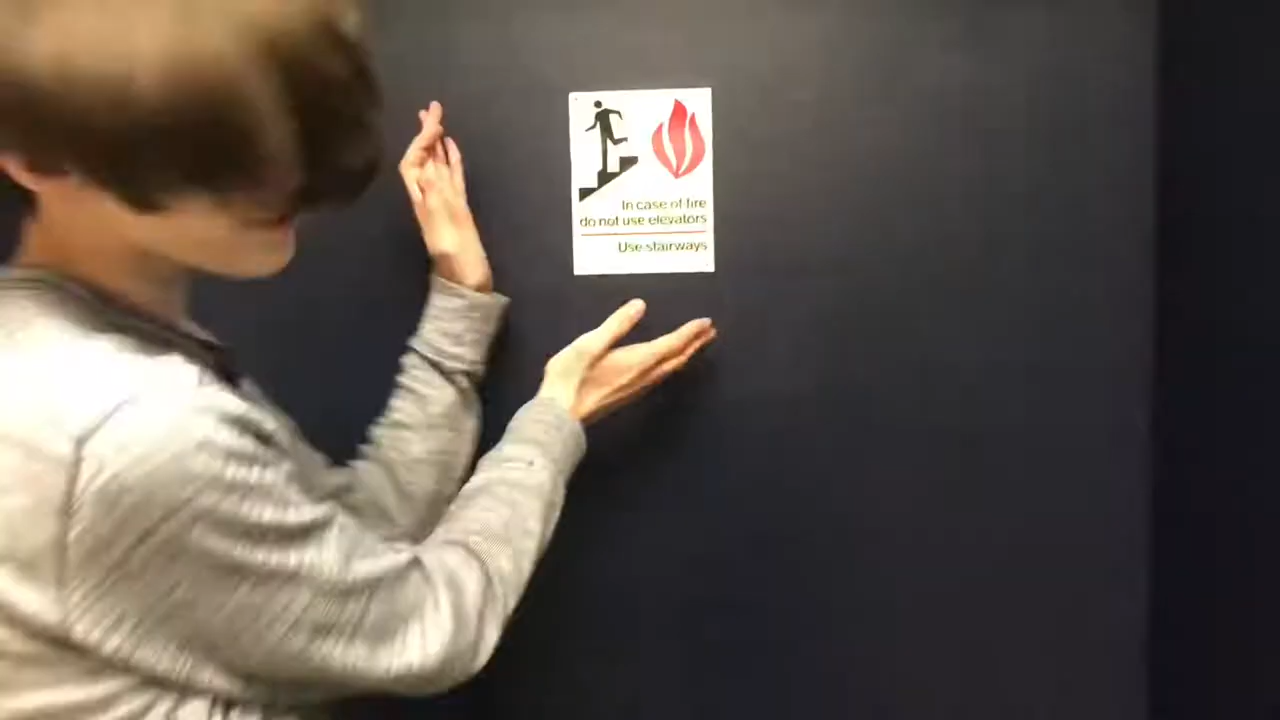 In case of fire
do not use elevators
Use stairways